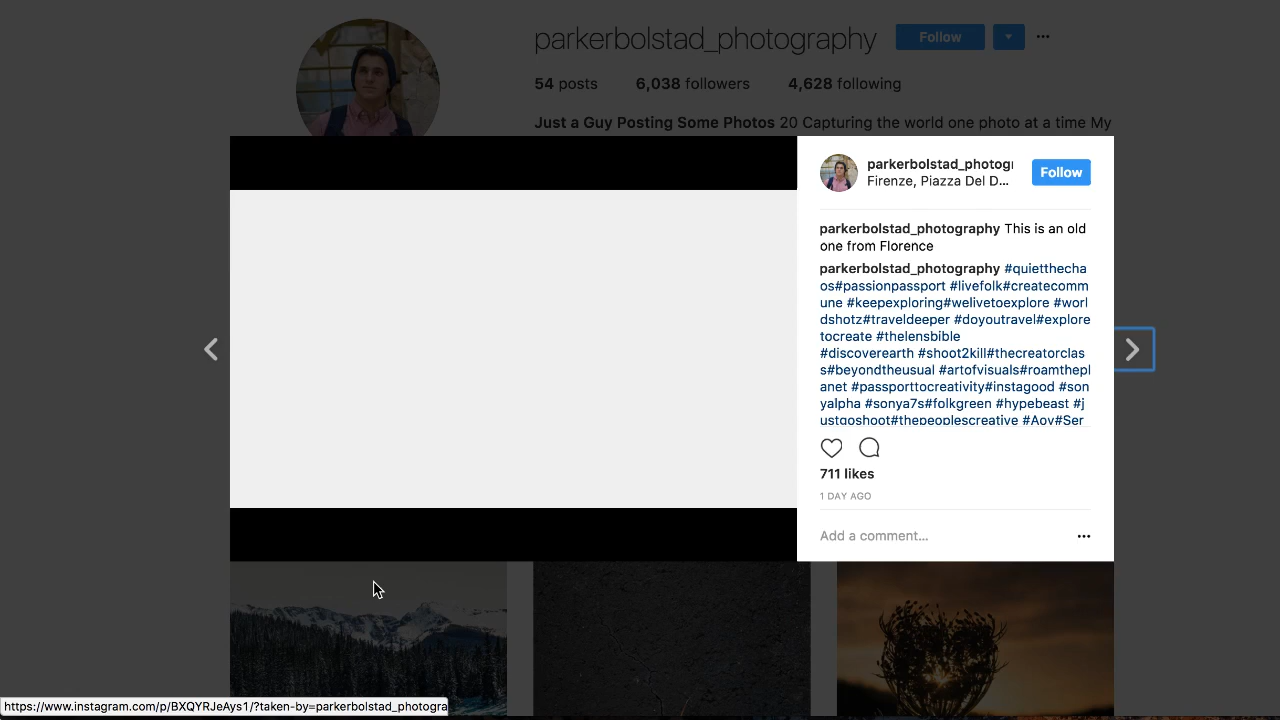 parkerbolstad_photography Follow
54 posts 6,038 followers 4,628 following
Just a Guy Posting Some Photos 20 Capturing the world one photo at a time My
parkerbolstad_photogr
Firenze, Piazza Del D...
Follow
parkerbolstad_photography This is an old
one from Florence
parkerbolstad_photography #quietthecha
os#passionpassport #livefolk#createcomm
une #keepexploring#welivetoexplore #worl
dshotz#traveldeeper #doyoutravel#explore
tocreate #thelensbible
#discoverearth #shoot2kill#thecreatorclas
s#beyondtheusual #artofvisuals#roamthepl
anet #passporttocreativity#instagood #son
yalpha #sonya7s#folkgreen #hypebeast #j
ustgoshoot#thepeoplescreative #Aov#Ser
711 likes
1 DAY AGO
Add a comment...
https://www.instagram.com/p/BXQYRJeAys1/?taken-by=parkerbolstad_photogra